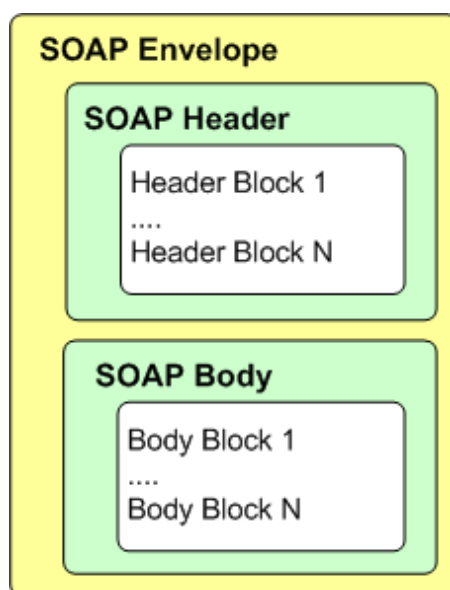 SOAP Envelope
SOAP Header
Header Block 1
....
Header Block N
SOAP Body
Body Block 1
....
Body Block N